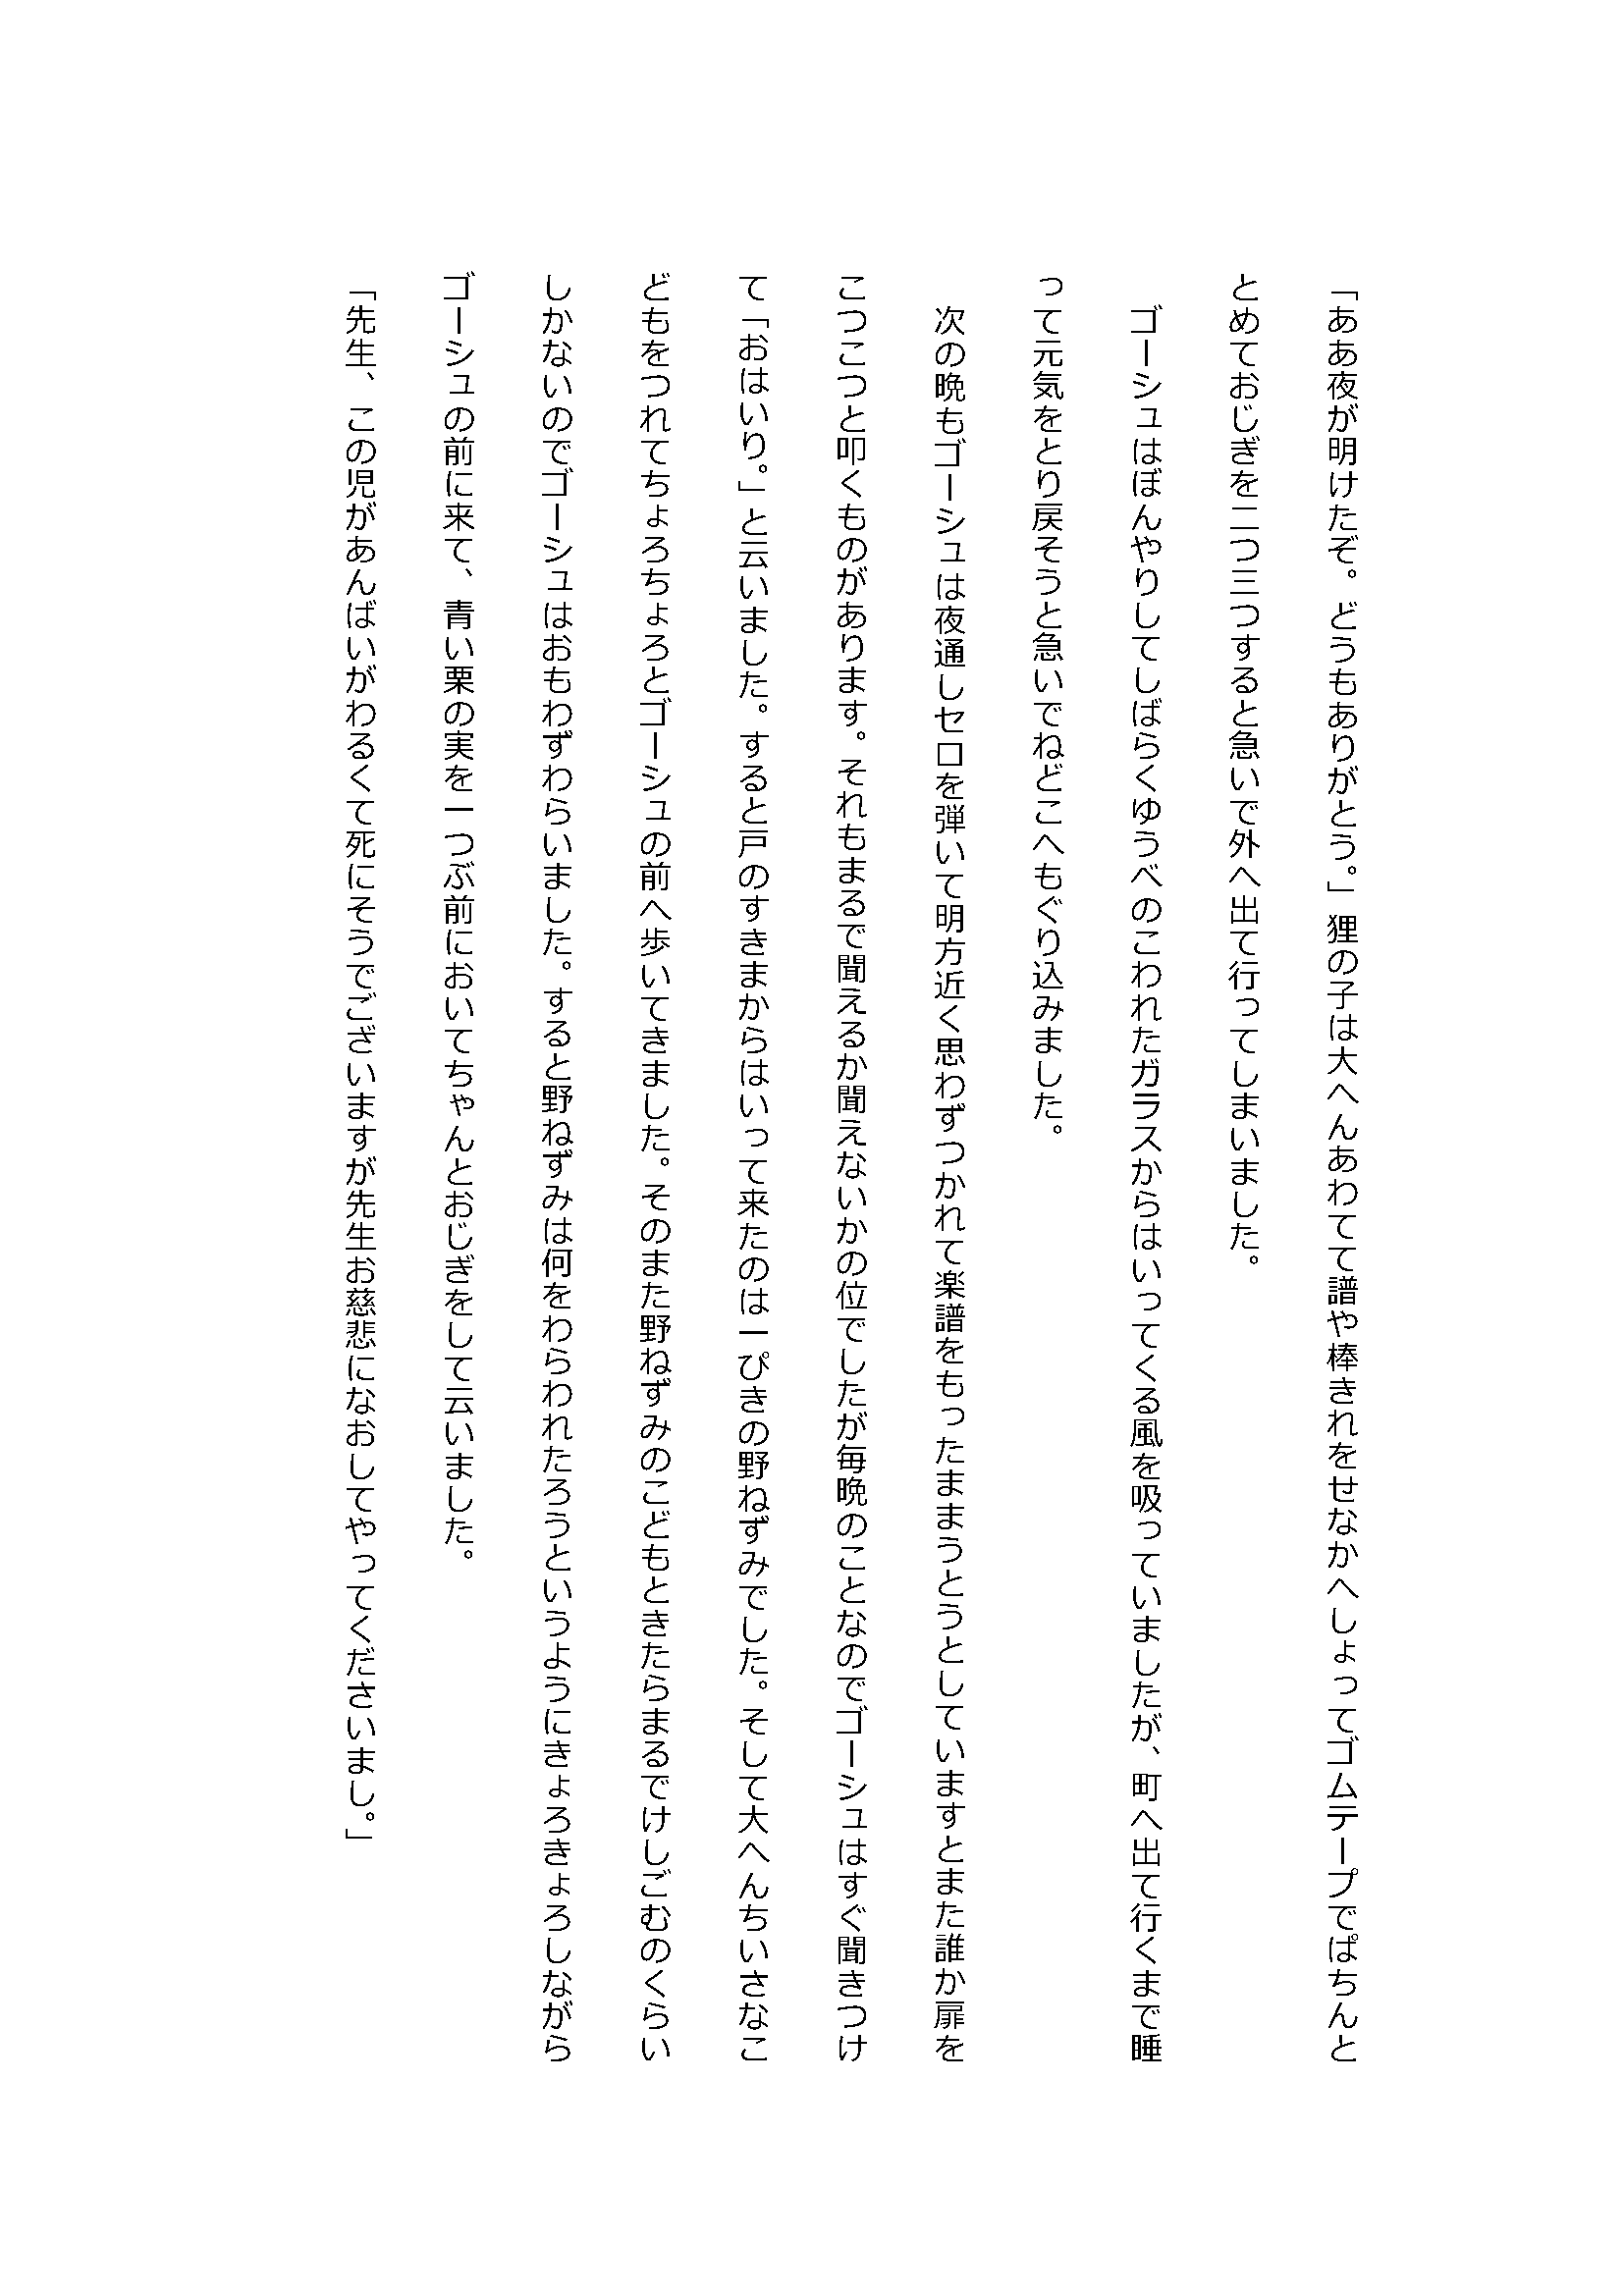 「ああ夜が明けたぞ。どうもありがとう。」狸の子は大へんあわてて譜や棒きれをせなかへしょってゴムテープでぱちんと
とめておじぎを二つ三つすると急いで外へ出て行ってしまいました。
　ゴーシュはぼんやりしてしばらくゆうべのこわれたガラスからはいってくる風を吸っていましたが、町へ出て行くまで睡
って元気をとり戻そうと急いでねどこへもぐり込みました。
　次の晩もゴーシュは夜通しセロを弾いて明方近く思わずつかれて楽譜をもったままうとうとしていますとまた誰か扉を
こつこつと叩くものがあります。それもまるで聞えるか聞えないかの位でしたが毎晩のことなのでゴーシュはすぐ聞きつけ
て「おはいり。」と云いました。すると戸のすきまからはいって来たのは一ぴきの野ねずみでした。そして大へんちいさなこ
どもをつれてちょろちょろとゴーシュの前へ歩いてきました。そのまた野ねずみのこどもときたらまるでけしごむのくらい
しかないのでゴーシュはおもわずわらいました。すると野ねずみは何をわらわれたろうというようにきょろきょろしながら
ゴーシュの前に来て、青い栗の実を一つぶ前においてちゃんとおじぎをして云いました。
「先生、この児があんばいがわるくて死にそうでございますが先生お慈悲になおしてやってくださいまし。」